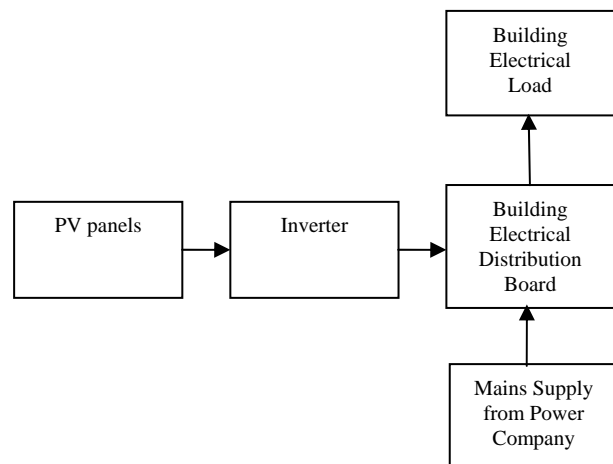 Building
Electrical
Load
PV panels
Inverter
Building
Electrical
Distribution
Board
Mains Supply
from Power
Company